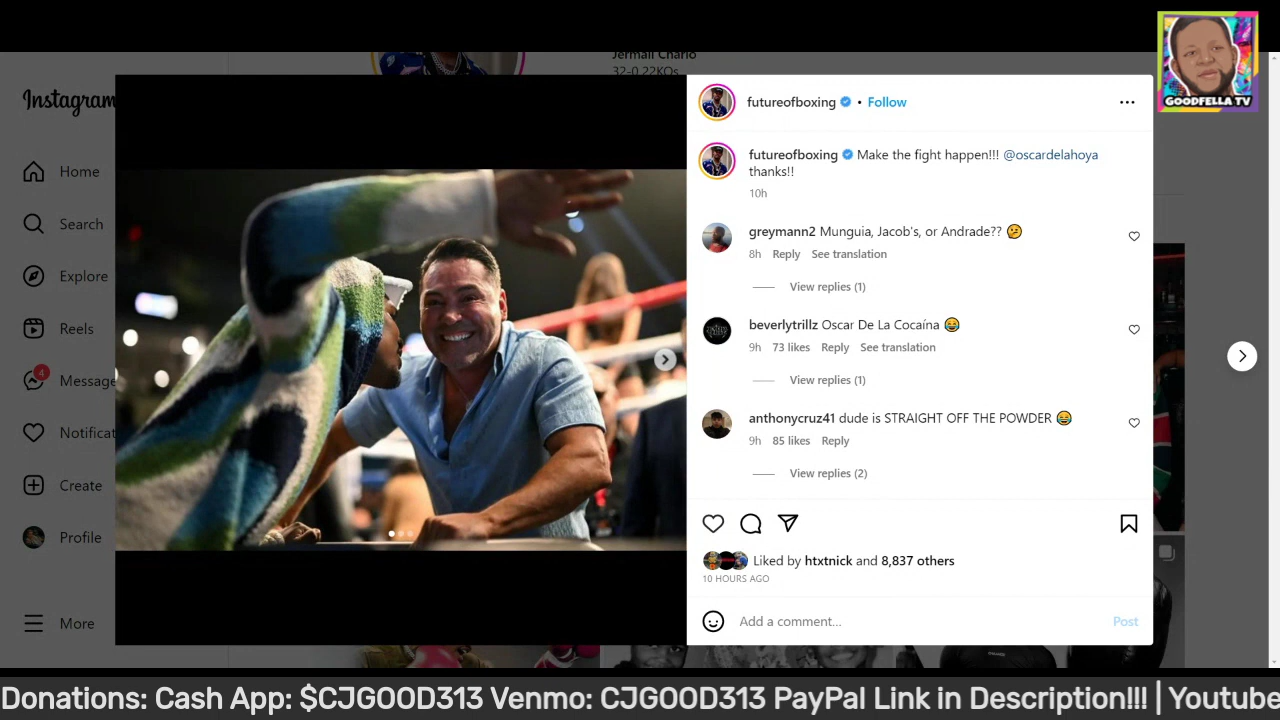 Jermall Charlo
32-0 22KOs
GOODFELLA TV
Instagram
Home
Search
Explore
Reels
4
Message
Notificat
Create
Profile
More
futureofboxing • Follow
futureofboxing Make the fight happen!!! @oscardelahoya
thanks!!
10h
greymann2 Munguia, Jacob's, or Andrade?? 🫤
8h Reply See translation
View replies (1)
beverlytrillz Oscar De La Cocaína 😂
9h 73 likes Reply See translation
View replies (1)
anthonycruz41 dude is STRAIGHT OFF THE POWDER 😂
9h 85 likes Reply
View replies (2)
Liked by htxtnick and 8,837 others
10 HOURS AGO
Add a comment...
Post
Donations: Cash App: $CJGOOD313 Venmo: CJGOOD313 PayPal Link in Description!!! | Youtube